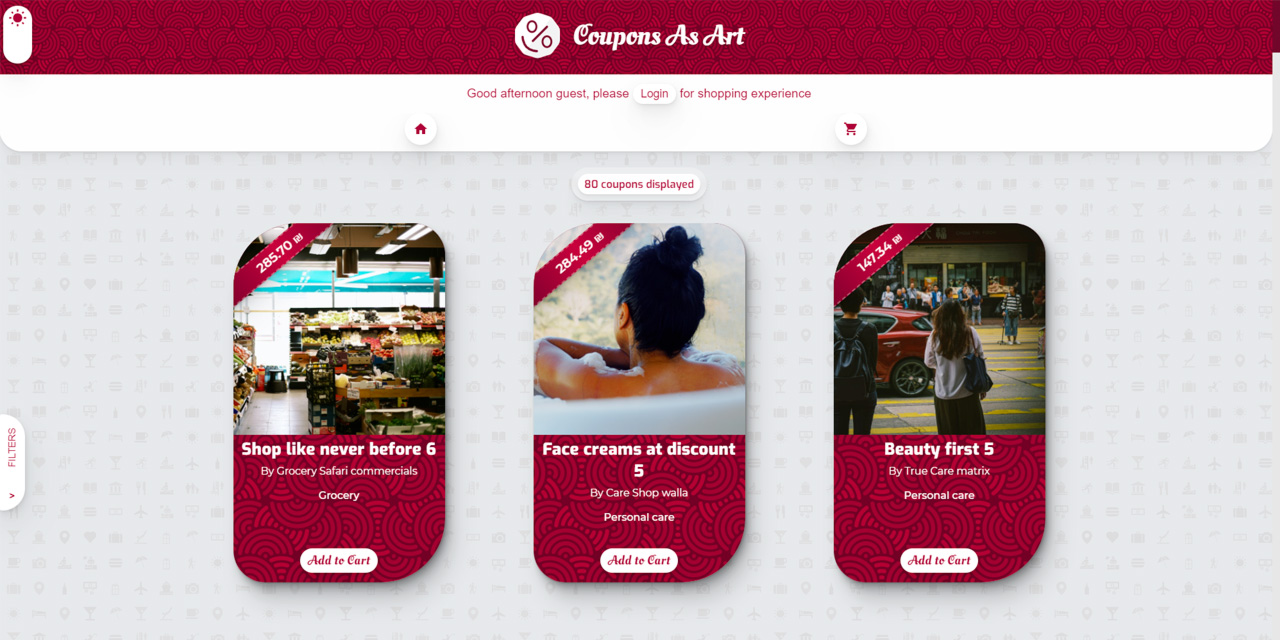 Coupons As Art
Good afternoon guest, please Login for shopping experience
80 coupons displayed
285.70 ₪
Shop like never before 6
By Grocery Safari commercials
Grocery
Add to Cart
284.49 ₪
Face creams at discount
5
By Care Shop walla
Personal care
Add to Cart
147.34 ₪
Beauty first 5
By True Care matrix
Personal care
Add to Cart
FILTERS
>